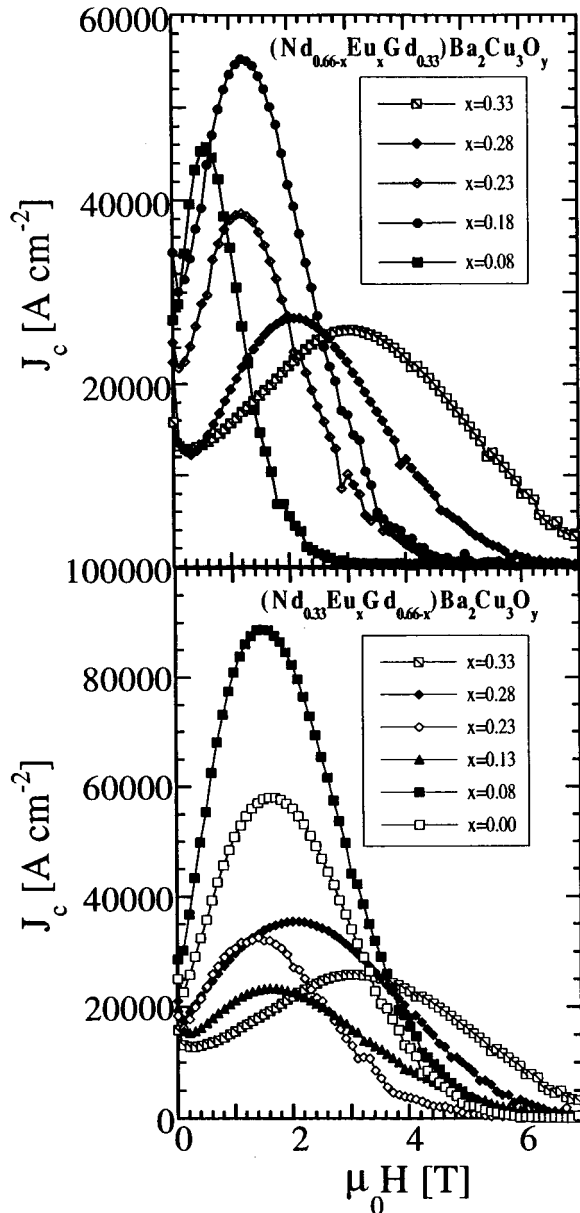 60000
(Nd0.66-xEuxGd0.33)Ba2Cu3Oy
x=0.33
x=0.28
x=0.23
x=0.18
x=0.08
40000
Jc [A cm-2]
20000
100000
(Nd0.33EuxGd0.66-x)Ba2Cu3Oy
x=0.33
x=0.28
x=0.23
x=0.13
x=0.08
x=0.00
80000
60000
Jc [A cm-2]
40000
20000
0
0 2 4 6
μ0H [T]